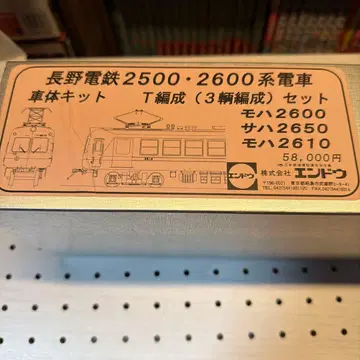 長野電鉄2500・2600系電車
車体キット T編成(3輌編成)セット
モハ2600
サハ2650
モハ2610
58,000円
エンドウ
株式会社エンドウ